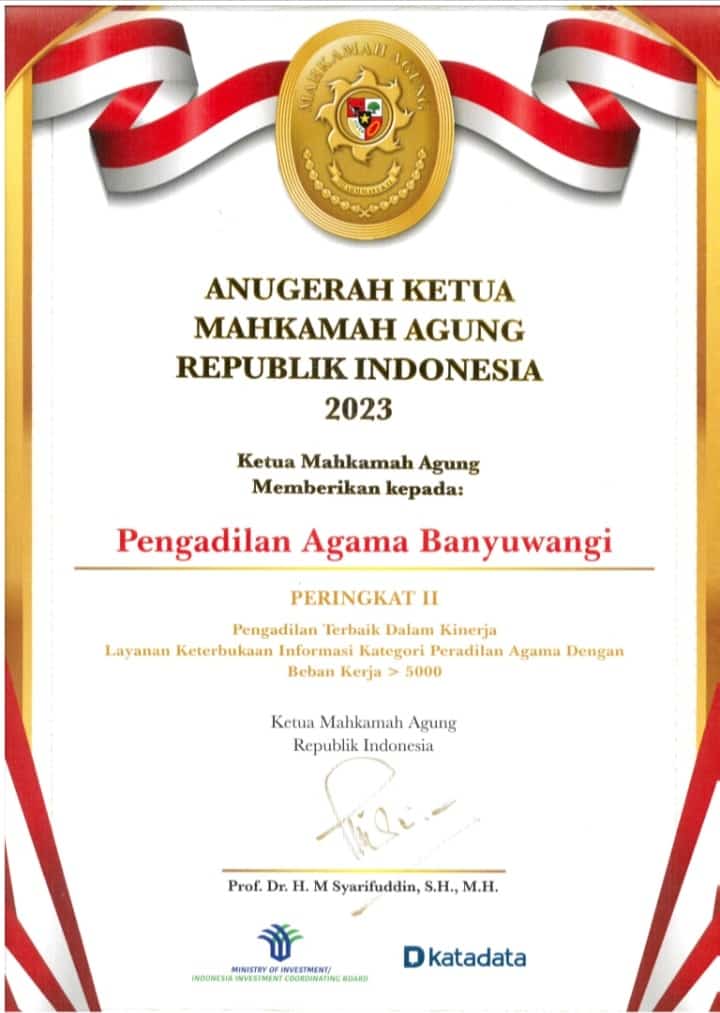 MAHKAMAH AGUNG
ANUGERAH KETUA
MAHKAMAH AGUNG
REPUBLIK INDONESIA
2023
Ketua Mahkamah Agung
Memberikan kepada:
Pengadilan Agama Banyuwangi
PERINGKAT II
Pengadilan Terbaik Dalam Kinerja
Layanan Keterbukaan Informasi Kategori Peradilan Agama Dengan
Beban Kerja > 5000
Ketua Mahkamah Agung
Republik Indonesia
Prof. Dr. H. M Syarifuddin, S.H., M.H.
MINISTRY OF INVESTMENT/
INDONESIA INVESTMENT COORDINATING BOARD
katadata